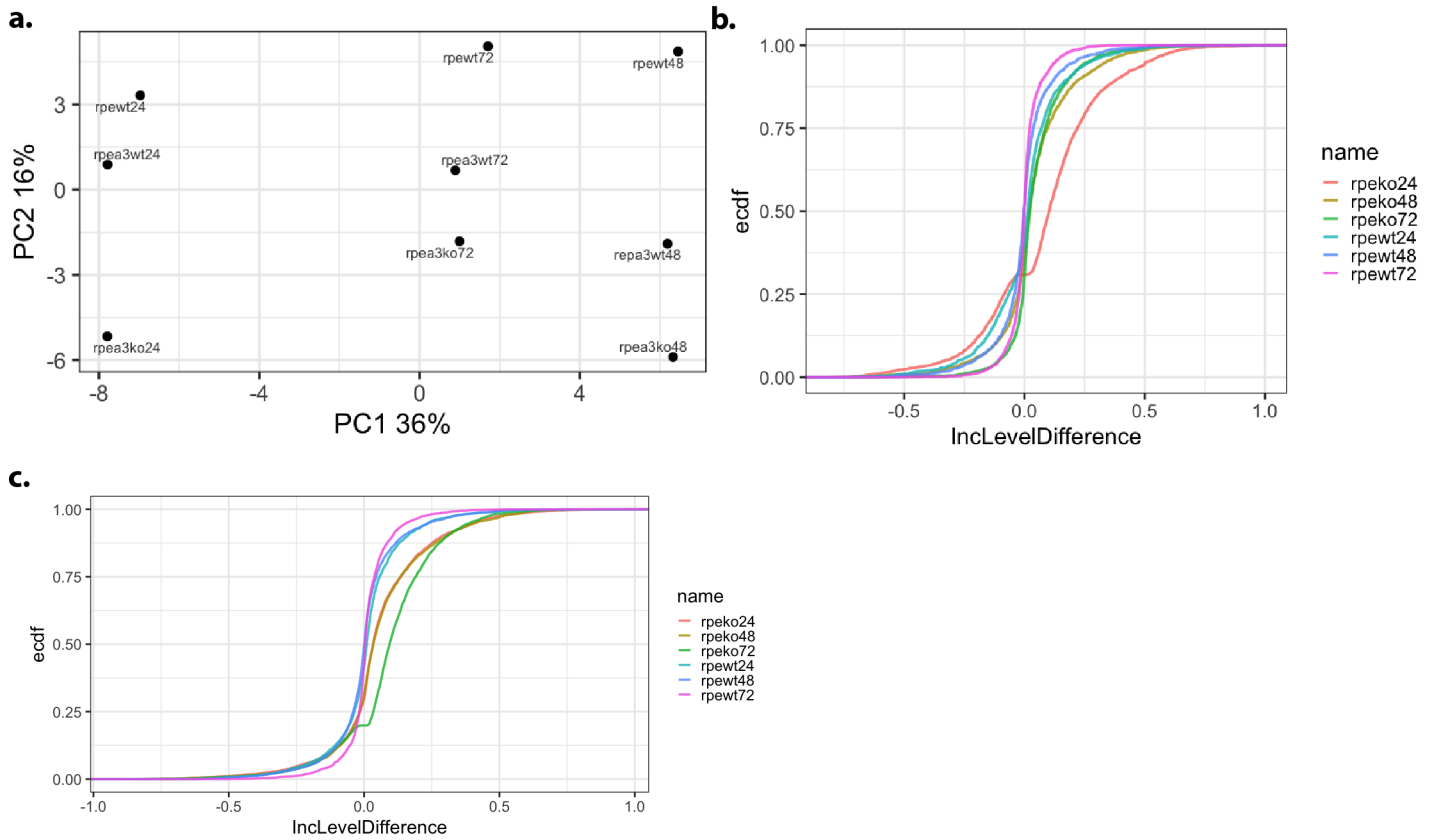 a.
rpewt72
rpewt48
rpewt24
rpea3wt24
rpea3wt72
rpea3ko72
repa3wt48
rpea3ko24
rpea3ko48
3
0
-3
-6
PC2 16%
-8
-4
0
4
PC1 36%
b.
1.00
0.75
0.50
0.25
0.00
ecdf
-0.5
0.0
0.5
1.0
IncLevelDifference
name
rpeko24
rpeko48
rpeko72
rpewt24
rpewt48
rpewt72
c.
1.00
0.75
0.50
0.25
0.00
ecdf
-1.0
-0.5
0.0
0.5
1.0
IncLevelDifference
name
rpeko24
rpeko48
rpeko72
rpewt24
rpewt48
rpewt72